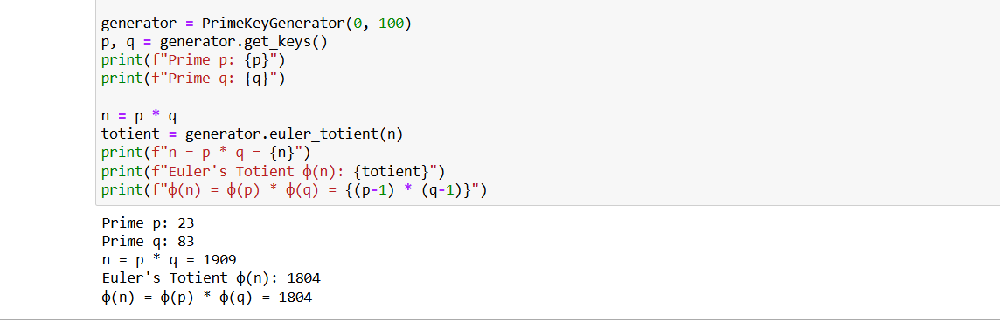 generator = PrimeKeyGenerator(0, 100)
p, q = generator.get_keys()
print(f"Prime p: {p}")
print(f"Prime q: {q}")
n = p * q
totient = generator.euler_totient(n)
print(f"n = p * q = {n}")
print(f"Euler's Totient ϕ(n): {totient}")
print(f"ϕ(n) = ϕ(p) * ϕ(q) = {(p-1) * (q-1)}")
Prime p: 23
Prime q: 83
n = p * q = 1909
Euler's Totient ϕ(n): 1804
ϕ(n) = ϕ(p) * ϕ(q) = 1804